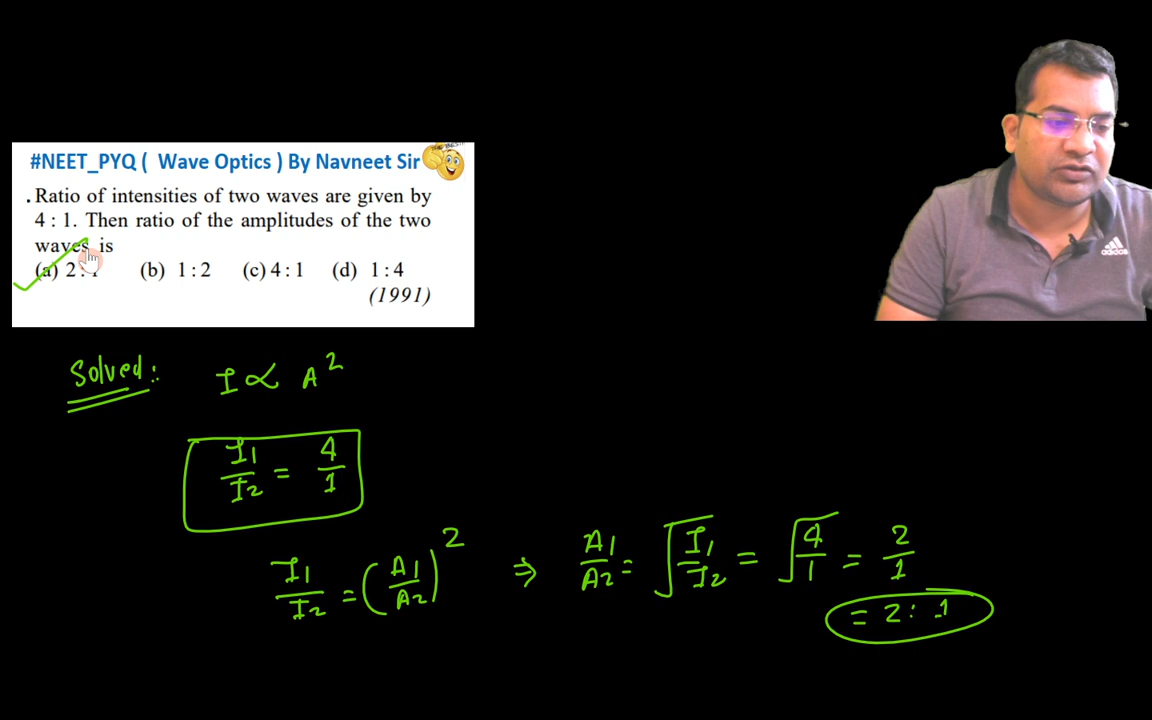 #NEET_PYQ ( Wave Optics ) By Navneet Sir
. Ratio of intensities of two waves are given by
4 : 1. Then ratio of the amplitudes of the two
waves is
(a) 2 : 1 (b) 1 : 2 (c) 4 : 1 (d) 1 : 4
(1991)
Solved:
I ∝ A²
I₁/I₂ = 4/1
I₁/I₂ = (A₁/A₂)² ⇒ A₁/A₂ = √(I₁/I₂) = √(4/1) = 2/1
= 2 : 1
adidas